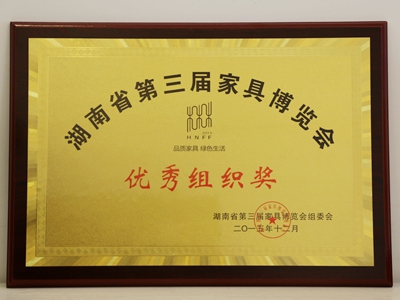 湖南省第三届家具博览会
HNFF
品质家具 绿色生活
优秀组织奖
湖南省第三届家具博览会组委会
二〇一五年十二月